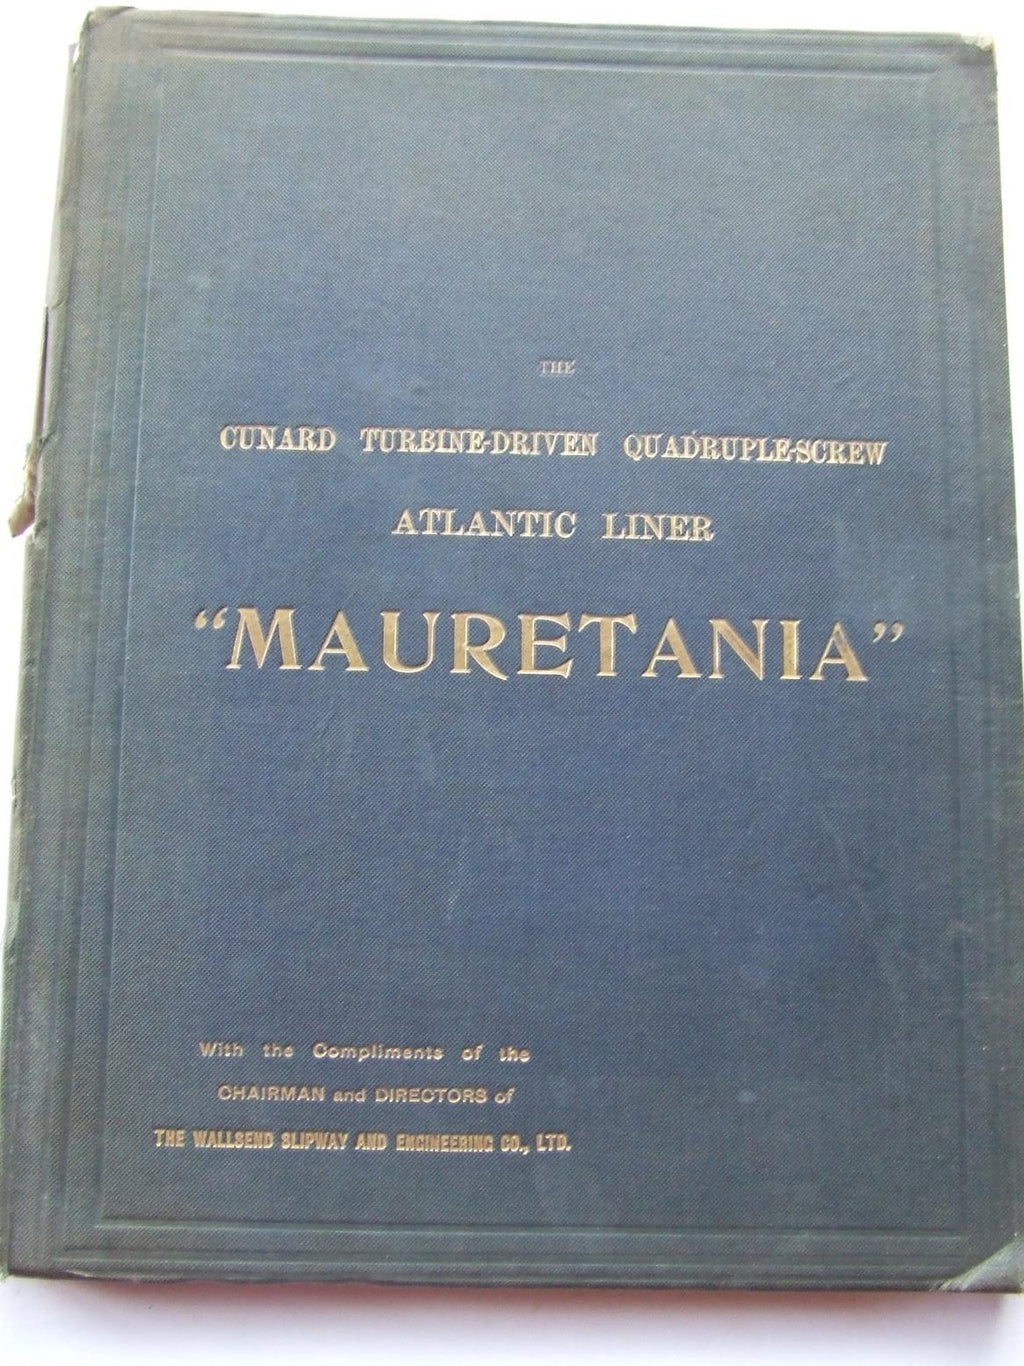 THE
CUNARD TURBINE-DRIVEN QUADRUPLE-SCREW
ATLANTIC LINER
“MAURETANIA”
With the Compliments of the
CHAIRMAN and DIRECTORS of
THE WALLSEND SLIPWAY AND ENGINEERING CO., LTD.